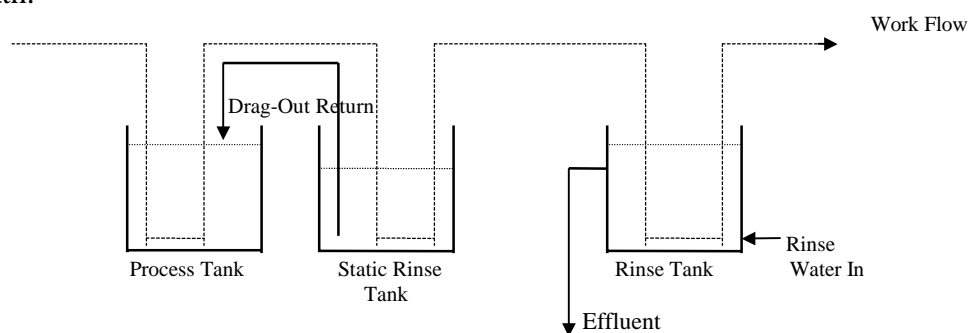 Work Flow
Drag-Out Return
Process Tank
Static Rinse
Tank
Rinse Tank
Rinse
Water In
Effluent